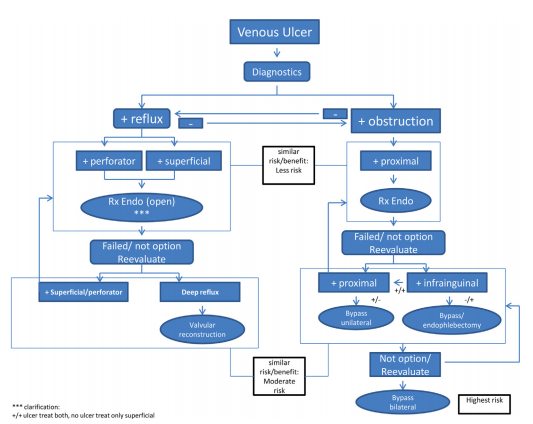 Venous Ulcer
Diagnostics
+ reflux
-
-
+ obstruction
+ perforator
+ superficial
similar
risk/benefit:
Less risk
+ proximal
Rx Endo (open)
***
Rx Endo
Failed/ not option
Reevaluate
Failed/ not option
Reevaluate
+ Superficial/perforator
Deep reflux
+ proximal
+/+
+ infrainguinal
+/-
-/+
Valvular
reconstruction
Bypass
unilateral
Bypass/
endophlebectomy
similar
risk/benefit:
Moderate
risk
Not option/
Reevaluate
Bypass
bilateral
Highest risk
*** clarification:
+/+ ulcer treat both, no ulcer treat only superficial